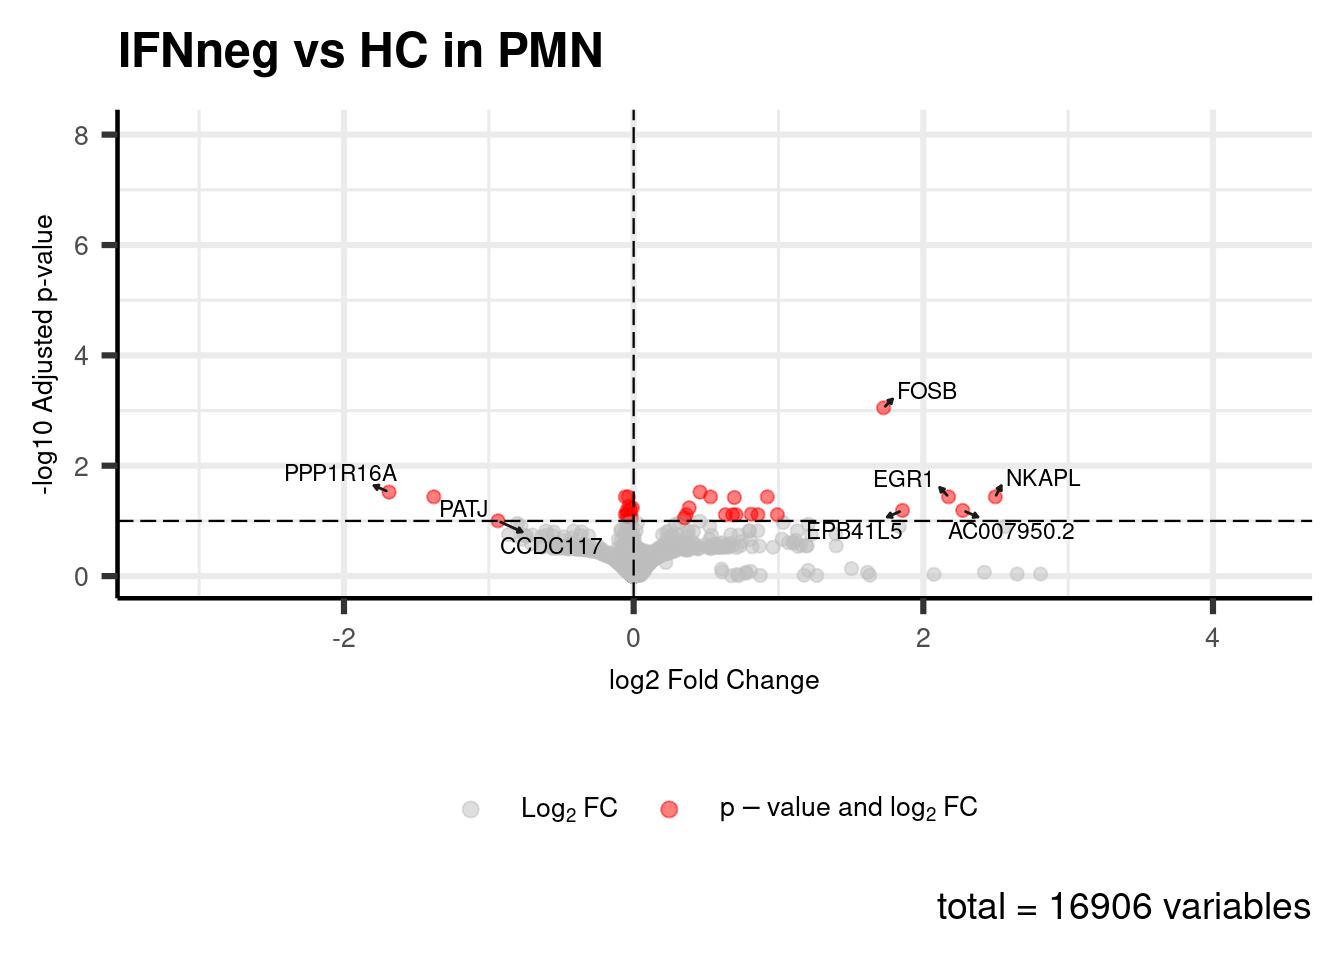 IFNneg vs HC in PMN
-log10 Adjusted p-value
8
6
4
2
0
FOSB
PPP1R16A
EGR1
NKAPL
PATJ
EPB41L5
AC007950.2
CCDC117
-2
0
2
4
log2 Fold Change
Log₂ FC
p − value and log₂ FC
total = 16906 variables